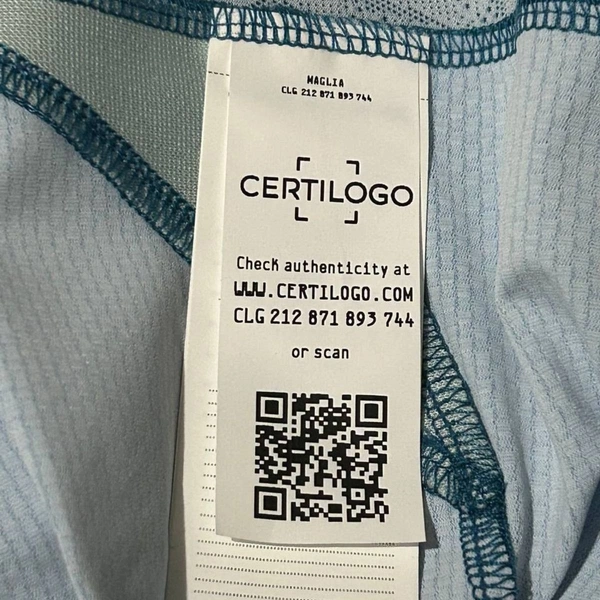 MAGLIA
CLG 212 871 893 744
CERTILOGO
Check authenticity at
WWW.CERTILOGO.COM
CLG 212 871 893 744
or scan